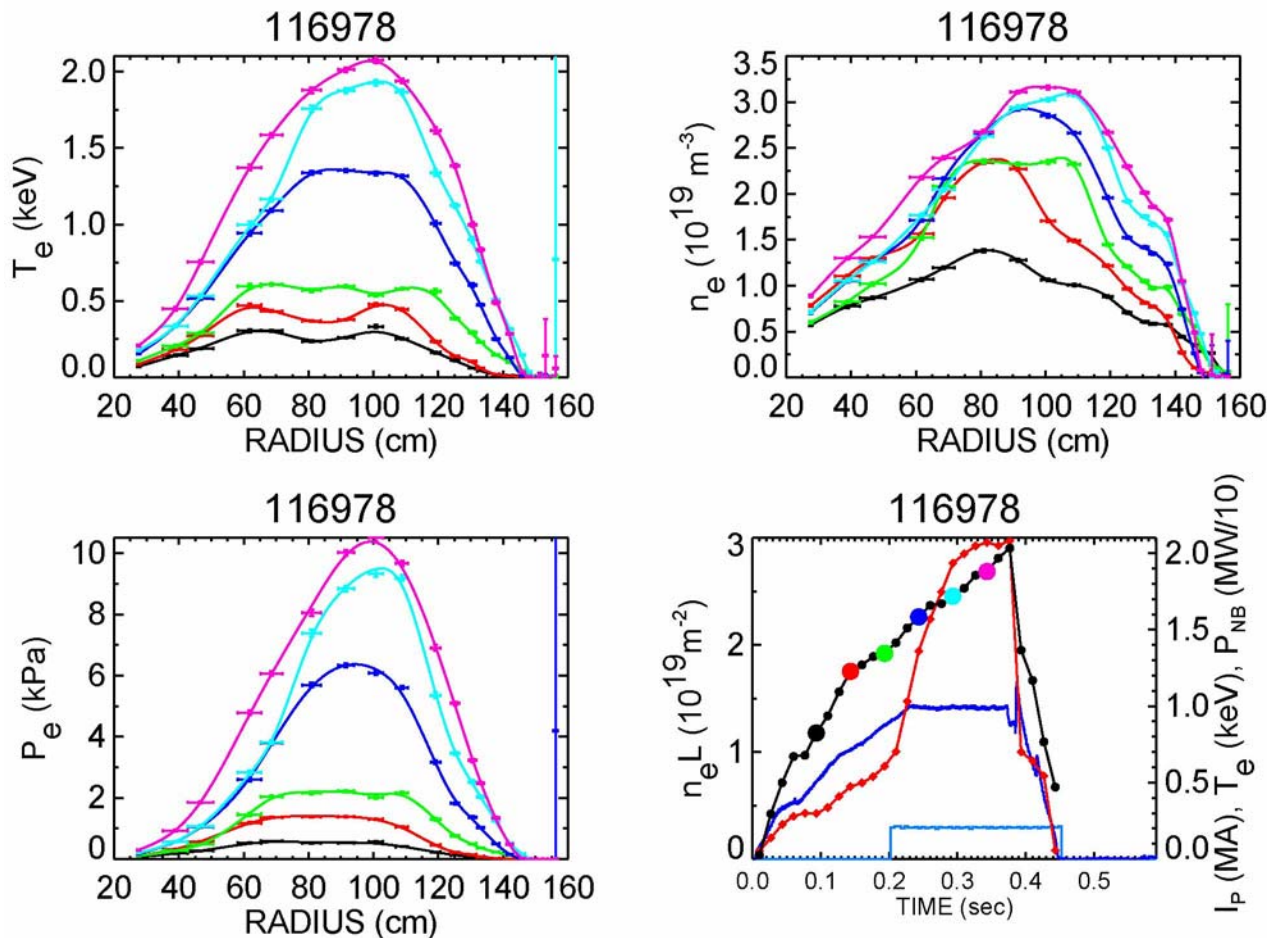 116978
2.0
1.5
1.0
0.5
0.0
T_e (keV)
20 40 60 80 100 120 140 160
RADIUS (cm)
116978
3.5
3.0
2.5
2.0
1.5
1.0
0.5
0.0
n_e (10^19 m^-3)
20 40 60 80 100 120 140 160
RADIUS (cm)
116978
10
8
6
4
2
0
P_e (kPa)
20 40 60 80 100 120 140 160
RADIUS (cm)
116978
3
2
1
0
n_eL (10^19 m^-2)
0.0 0.1 0.2 0.3 0.4 0.5
TIME (sec)
2.0
1.5
1.0
0.5
0.0
I_P (MA), T_e (keV), P_NB (MW/10)